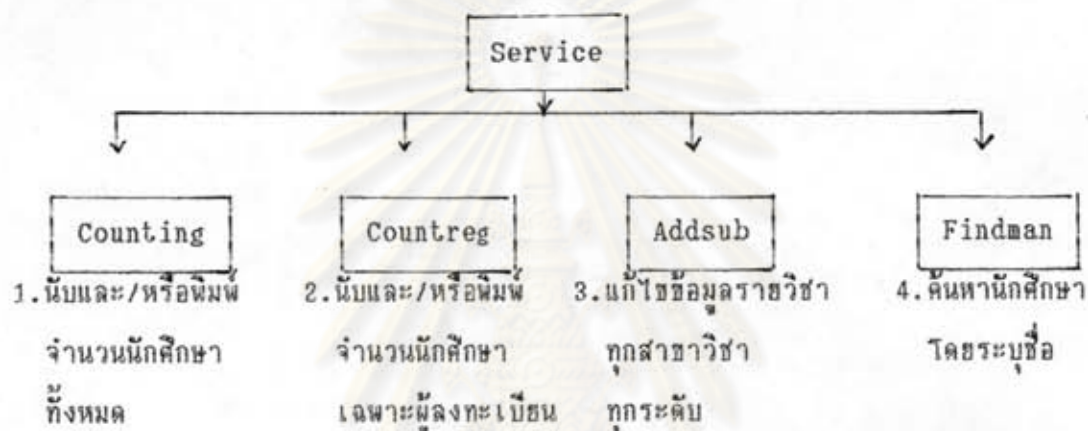 Service
Counting
Countreg
Addsub
Findman
1.นับและ/หรือพิมพ์
จำนวนนักศึกษา
ทั้งหมด
2.นับและ/หรือพิมพ์
จำนวนนักศึกษา
เฉพาะผู้ลงทะเบียน
3.แก้ไขข้อมูลรายวิชา
ทุกสาขาวิชา
ทุกระดับ
4.ค้นหานักศึกษา
โดยระบุชื่อ